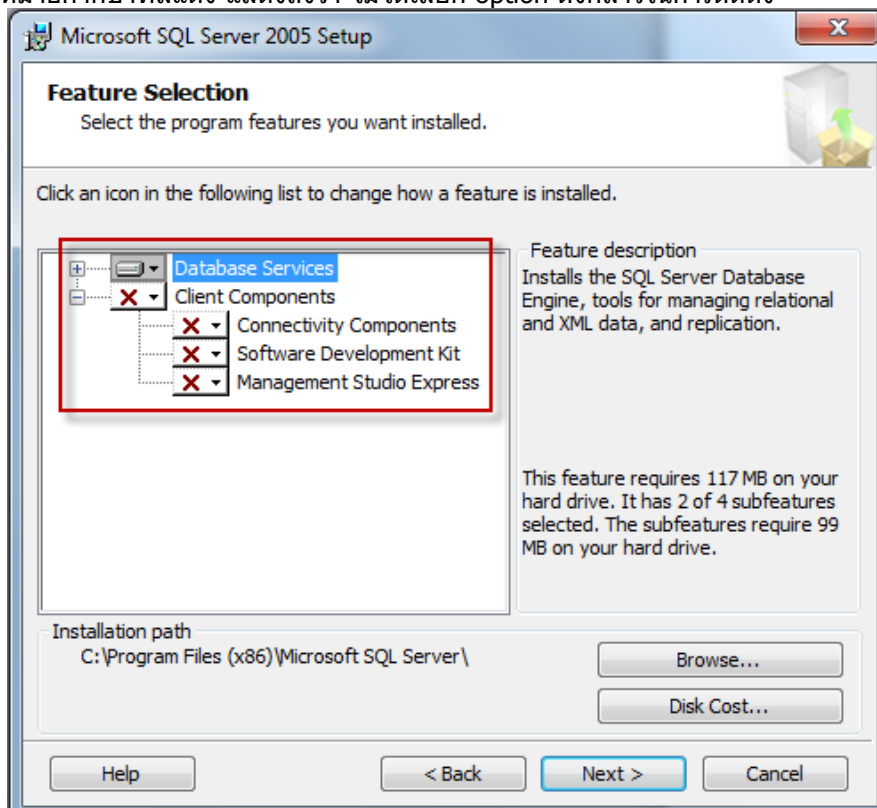 Microsoft SQL Server 2005 Setup
Feature Selection
Select the program features you want installed.
Click an icon in the following list to change how a feature is installed.
Database Services
Client Components
Connectivity Components
Software Development Kit
Management Studio Express
Feature description
Installs the SQL Server Database
Engine, tools for managing relational
and XML data, and replication.
This feature requires 117 MB on your
hard drive. It has 2 of 4 subfeatures
selected. The subfeatures require 99
MB on your hard drive.
Installation path
C:\Program Files (x86)\Microsoft SQL Server\
Browse...
Disk Cost...
Help
< Back
Next >
Cancel